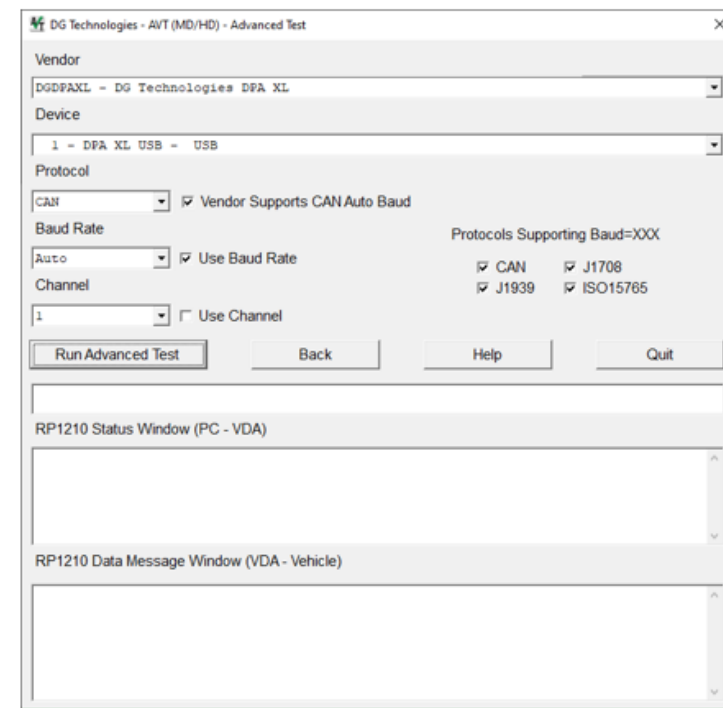 DG Technologies - AVT (MD/HD) - Advanced Test
Vendor
DGDPAXL - DG Technologies DPA XL
Device
1 - DPA XL USB - USB
Protocol
CAN
Vendor Supports CAN Auto Baud
Baud Rate
Protocols Supporting Baud=XXX
Auto
Use Baud Rate
CAN J1708
Channel
J1939 ISO15765
1
Use Channel
Run Advanced Test Back Help Quit
RP1210 Status Window (PC - VDA)
RP1210 Data Message Window (VDA - Vehicle)